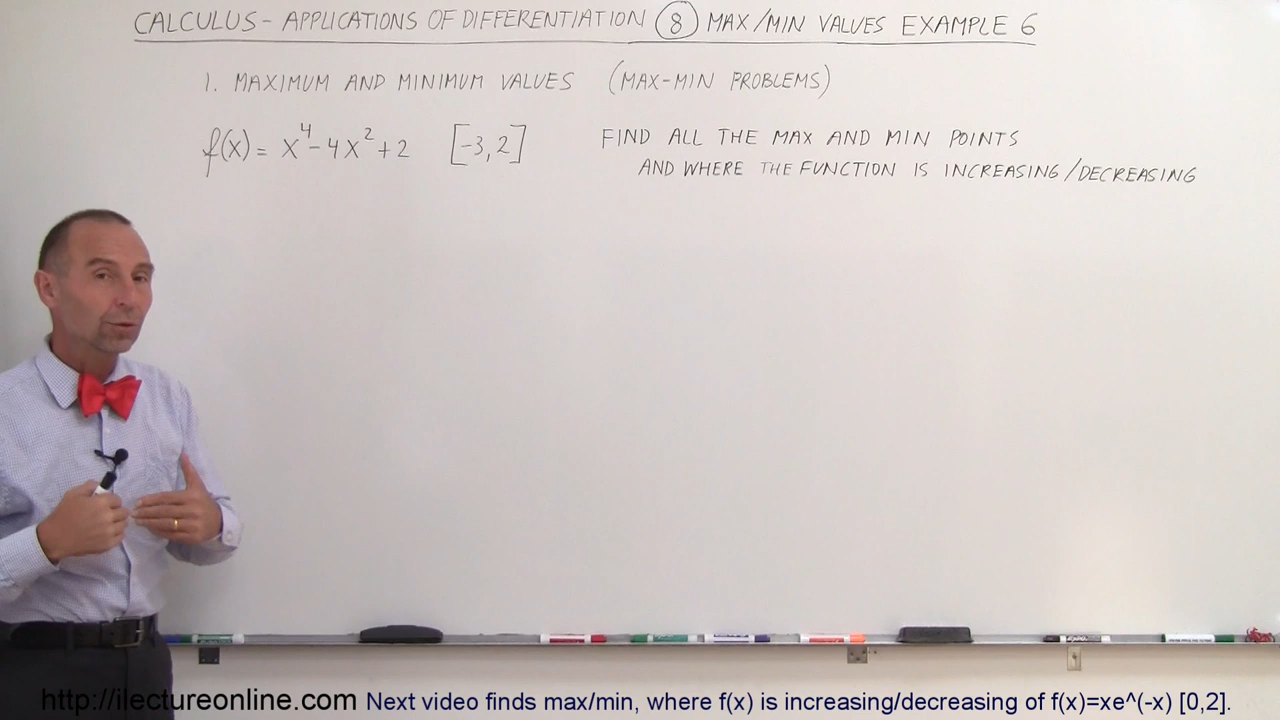 CALCULUS - APPLICATIONS OF DIFFERENTIATION (8) MAX/MIN VALUES EXAMPLE 6
1. MAXIMUM AND MINIMUM VALUES (MAX-MIN PROBLEMS)
f(x) = x⁴ - 4x² + 2 [-3, 2] FIND ALL THE MAX AND MIN POINTS
AND WHERE THE FUNCTION IS INCREASING/DECREASING
http://ilectureonline.com Next video finds max/min, where f(x) is increasing/decreasing of f(x)=xe^(-x) [0,2].